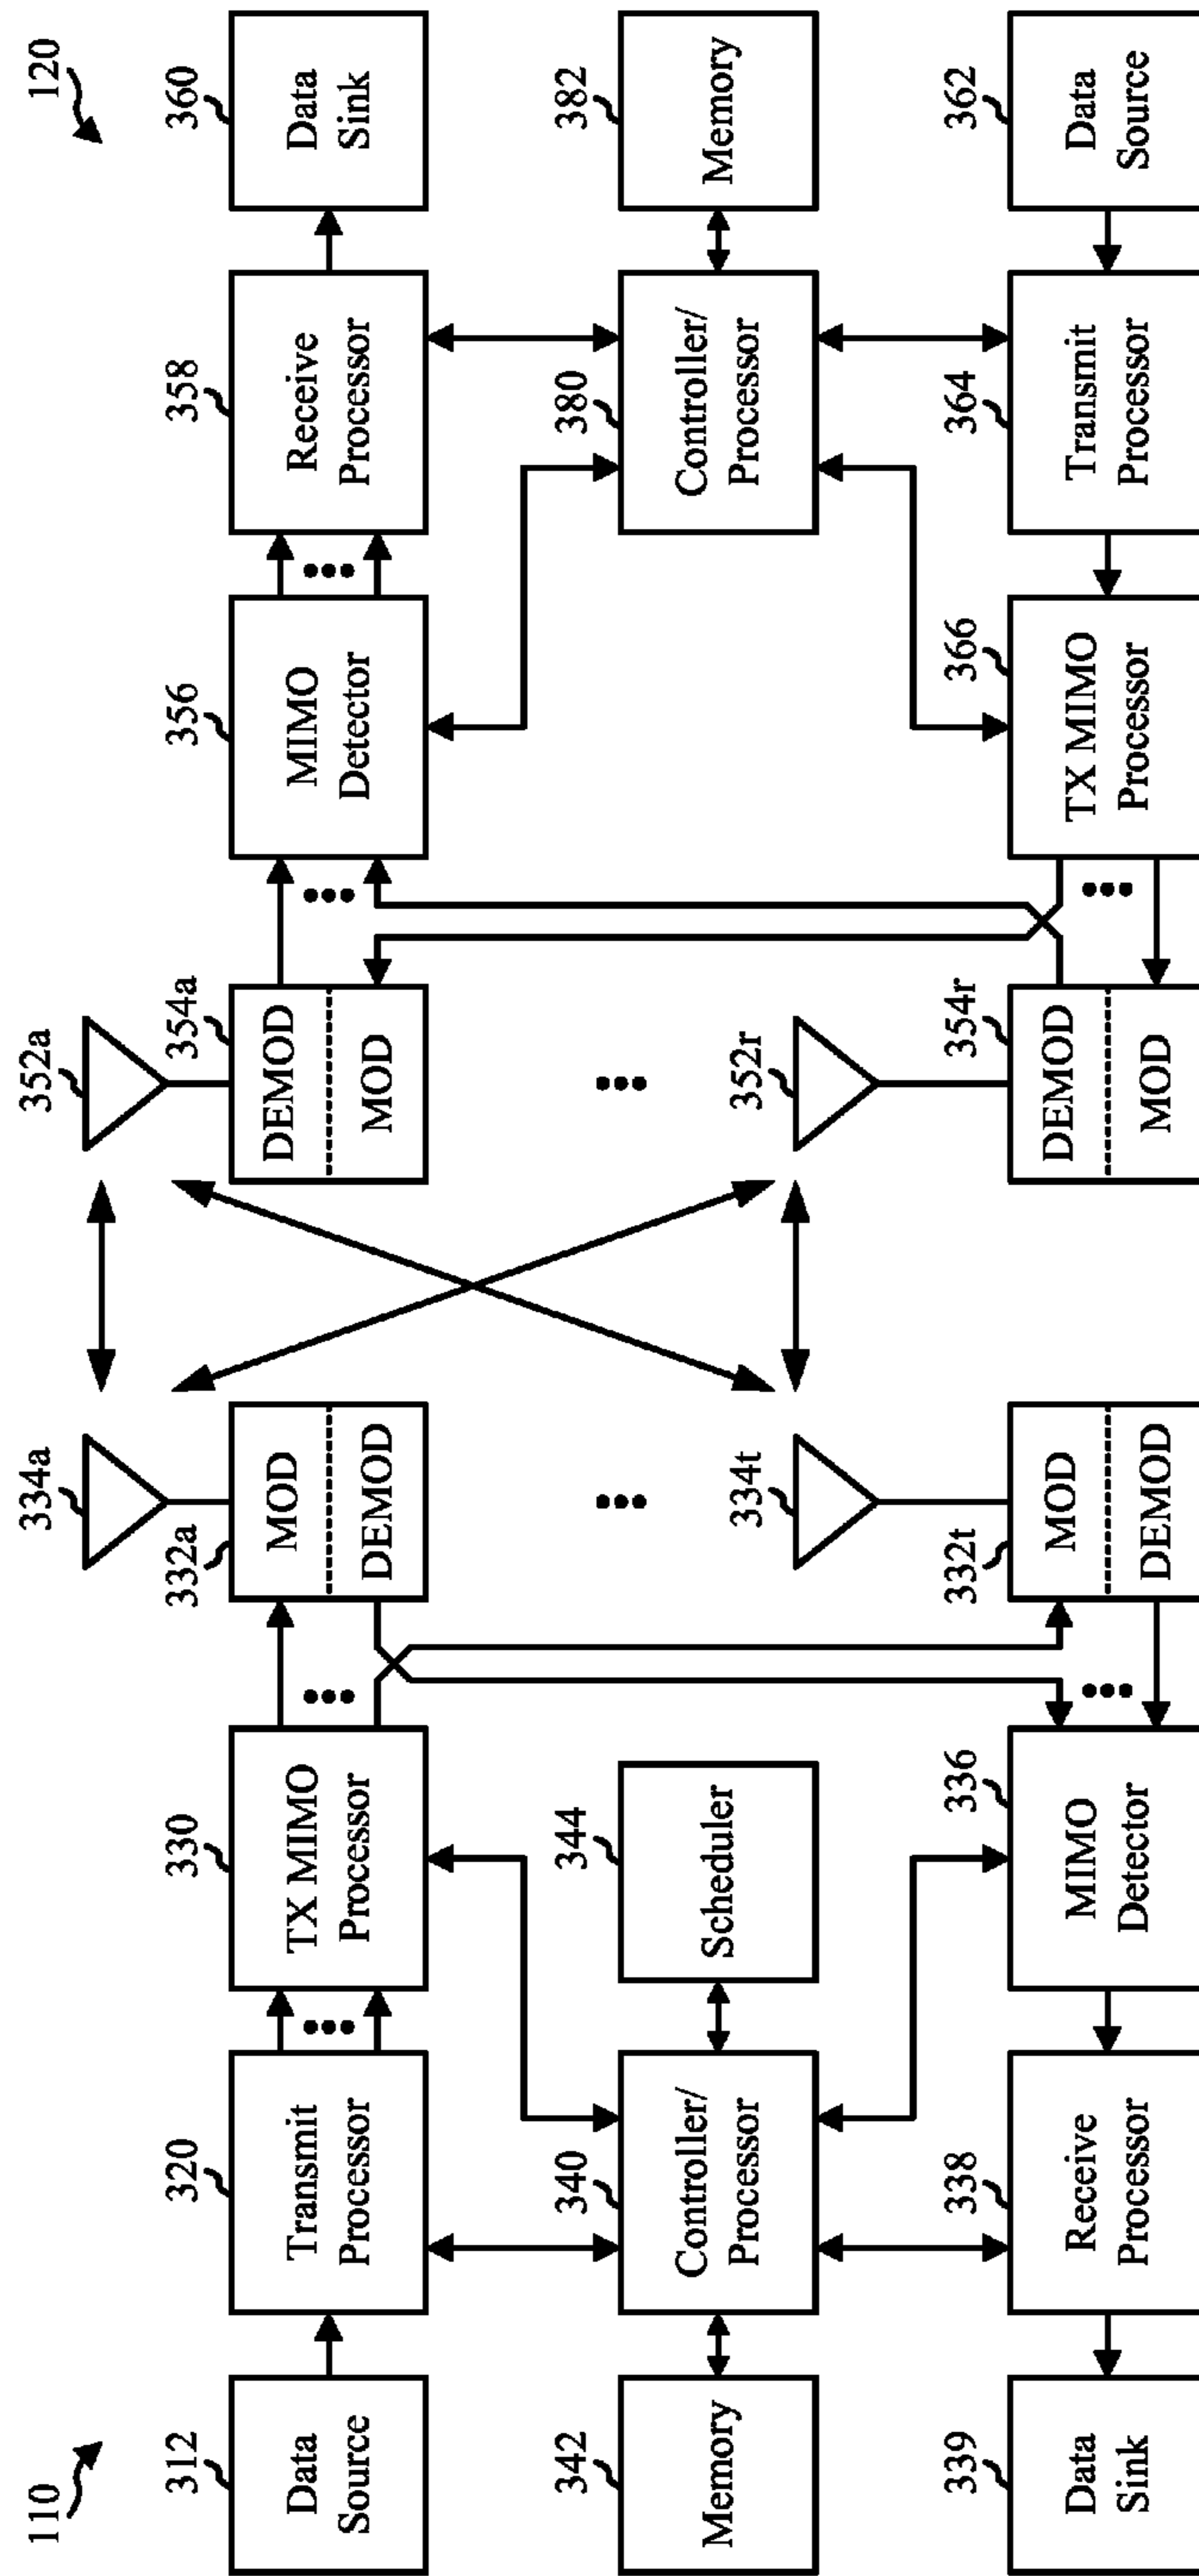 110
120
312
Data
Source
320
Transmit
Processor
330
TX MIMO
Processor
332a
MOD
DEMOD
334a
352a
354a
DEMOD
MOD
356
MIMO
Detector
358
Receive
Processor
360
Data
Sink
342
Memory
340
Controller/
Processor
344
Scheduler
334t
352r
380
Controller/
Processor
382
Memory
339
Data
Sink
338
Receive
Processor
336
MIMO
Detector
332t
MOD
DEMOD
354r
DEMOD
MOD
366
TX MIMO
Processor
364
Transmit
Processor
362
Data
Source